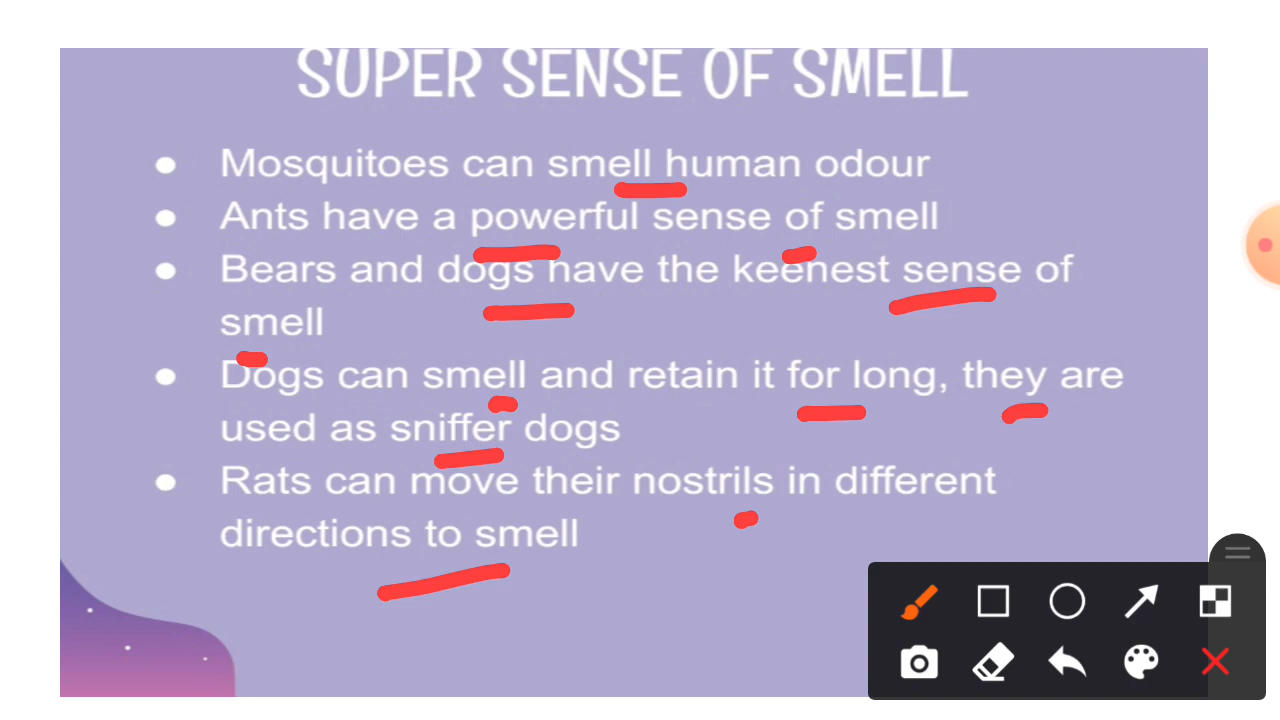 SUPER SENSE OF SMELL
● Mosquitoes can smell human odour
● Ants have a powerful sense of smell
● Bears and dogs have the keenest sense of
smell
● Dogs can smell and retain it for long, they are
used as sniffer dogs
● Rats can move their nostrils in different
directions to smell